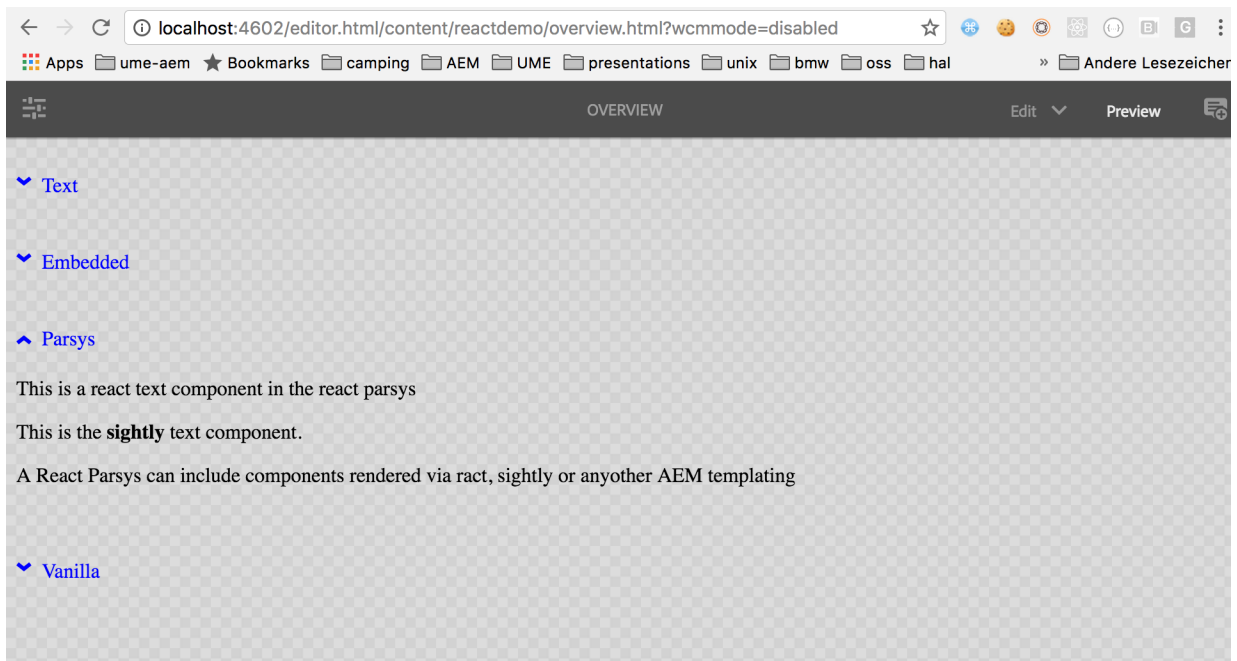 localhost:4602/editor.html/content/reactdemo/overview.html?wcmmode=disabled
Apps ume-aem Bookmarks camping AEM UME presentations unix bmw oss hal » Andere Lesezeichen
OVERVIEW Edit Preview
Text
Embedded
Parsys
This is a react text component in the react parsys
This is the sightly text component.
A React Parsys can include components rendered via ract, sightly or anyother AEM templating
Vanilla